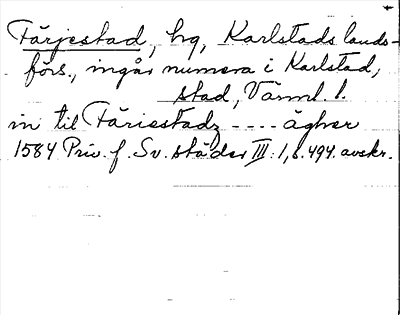 Färjestad, hg, Karlstads lands-
förs., ingår numera i Karlstad,
stad, Värml. l.
in til Färiestadz ---- ägher
1584 Priv. f. Sv. städer III: 1, s. 494. avskr.